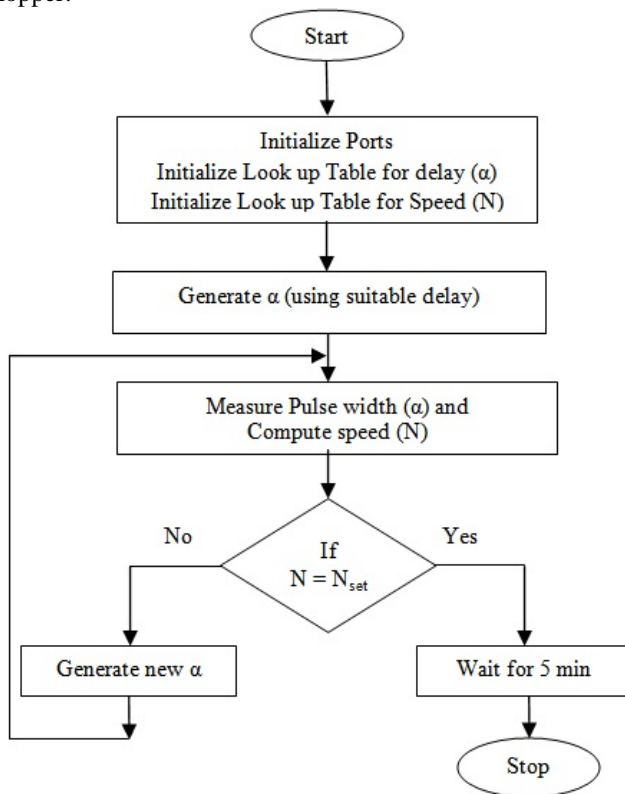 Start
Initialize Ports
Initialize Look up Table for delay (α)
Initialize Look up Table for Speed (N)
Generate α (using suitable delay)
Measure Pulse width (α) and
Compute speed (N)
No
If
Yes
N = Nset
Generate new α
Wait for 5 min
Stop